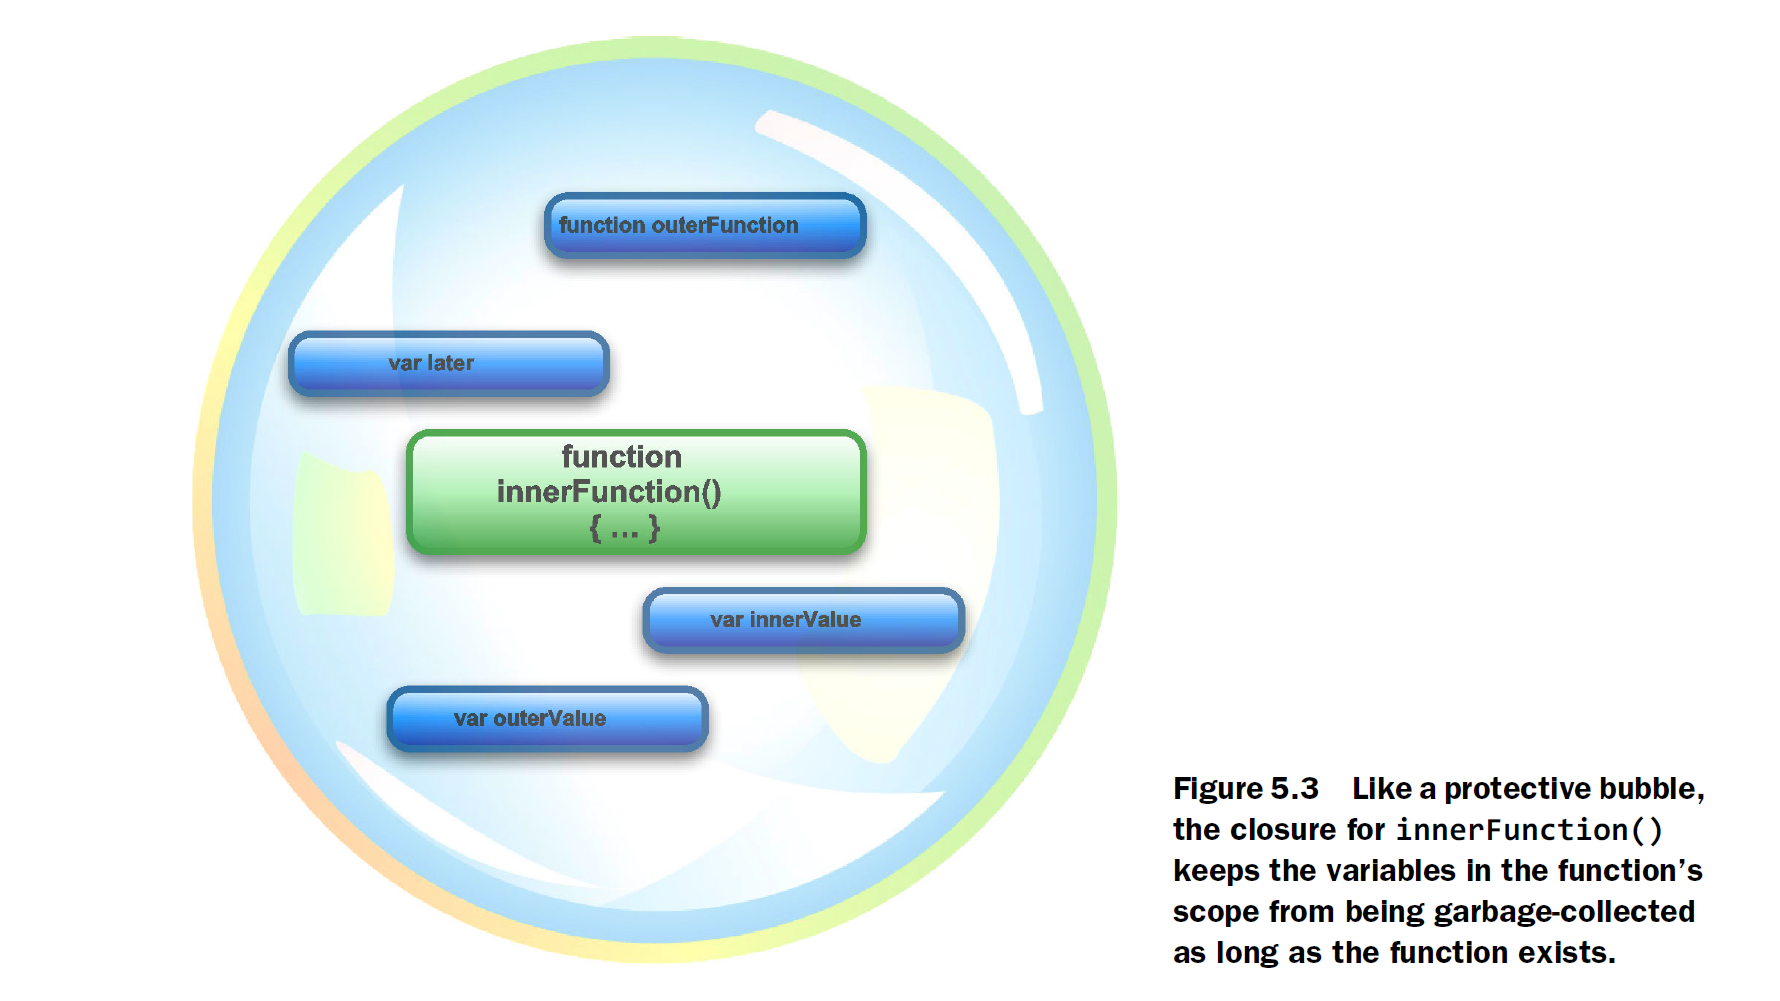 function outerFunction
var later
function
innerFunction()
{ ... }
var innerValue
var outerValue
Figure 5.3 Like a protective bubble,
the closure for innerFunction()
keeps the variables in the function’s
scope from being garbage-collected
as long as the function exists.